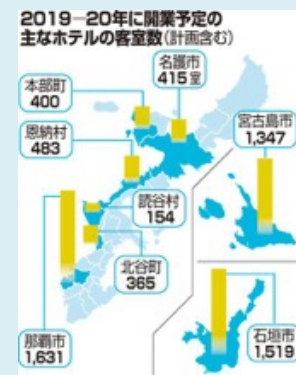 2019―20年に開業予定の
主なホテルの客室数(計画含む)
名護市
415室
本部町
400
宮古島市
1,347
恩納村
483
読谷村
154
北谷町
365
那覇市
1,631
石垣市
1,519